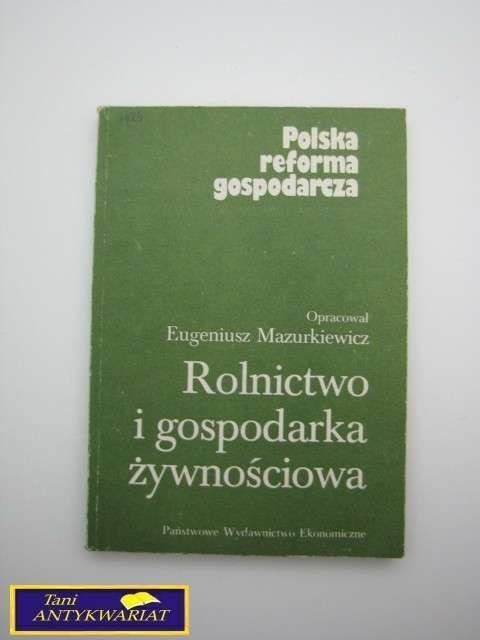 Polska
reforma
gospodarcza
Opracował
Eugeniusz Mazurkiewicz
Rolnictwo
i gospodarka
żywnościowa
Państwowe Wydawnictwo Ekonomiczne
Tani
ANTYKWARIAT